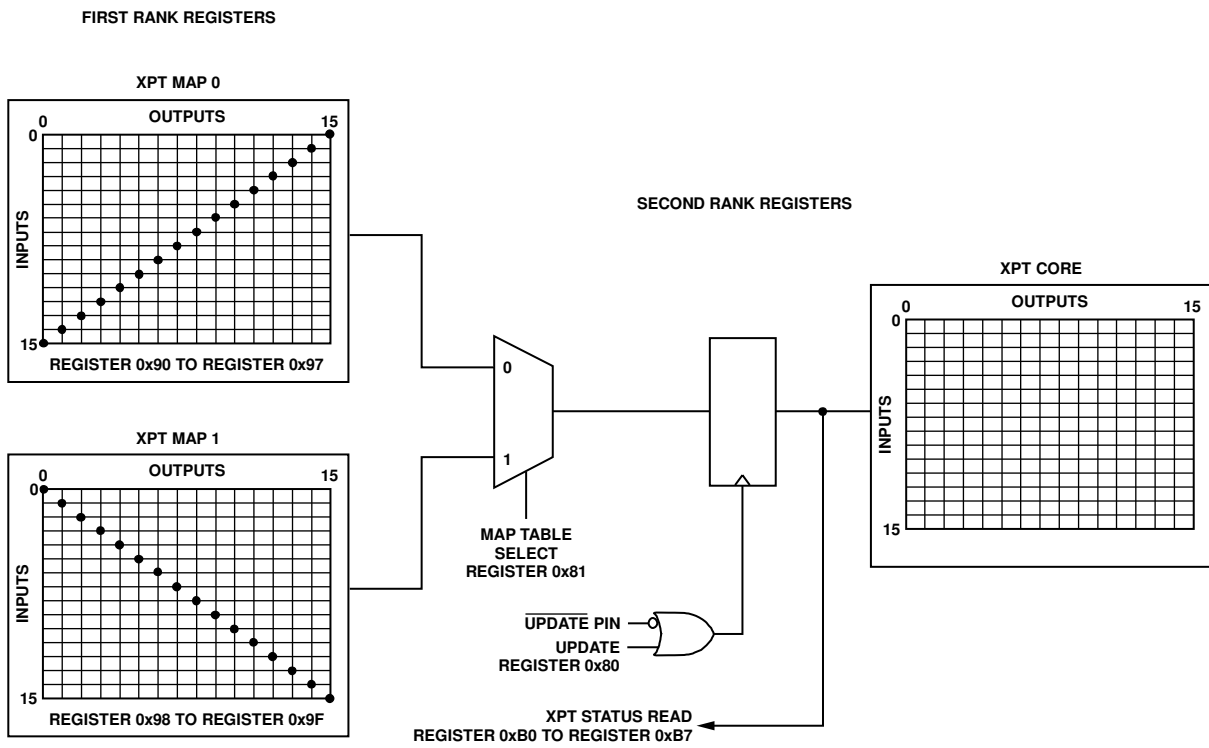 FIRST RANK REGISTERS
XPT MAP 0
OUTPUTS
0 15
0
INPUTS
15
REGISTER 0x90 TO REGISTER 0x97
XPT MAP 1
OUTPUTS
0 15
0
INPUTS
15
REGISTER 0x98 TO REGISTER 0x9F
0
1
MAP TABLE
SELECT
REGISTER 0x81
SECOND RANK REGISTERS
UPDATE PIN
UPDATE
REGISTER 0x80
XPT STATUS READ
REGISTER 0xB0 TO REGISTER 0xB7
XPT CORE
0 15
OUTPUTS
0
INPUTS
15